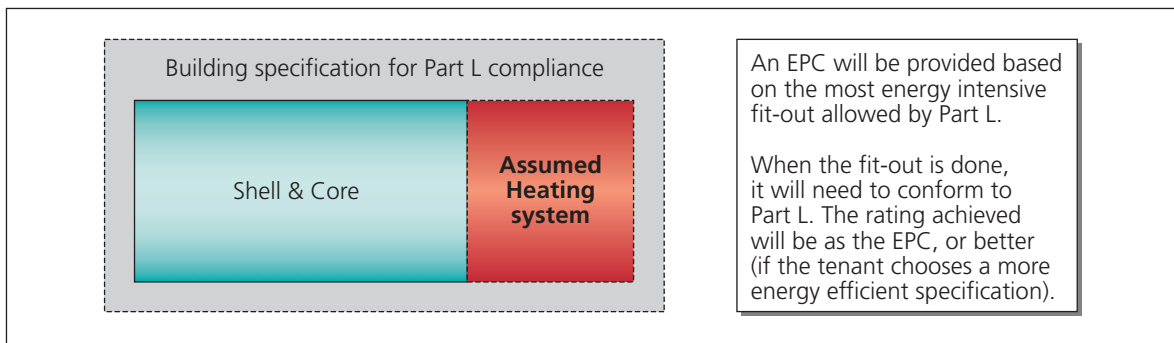 Building specification for Part L compliance
Shell & Core
Assumed
Heating
system
An EPC will be provided based
on the most energy intensive
fit-out allowed by Part L.
When the fit-out is done,
it will need to conform to
Part L. The rating achieved
will be as the EPC, or better
(if the tenant chooses a more
energy efficient specification).